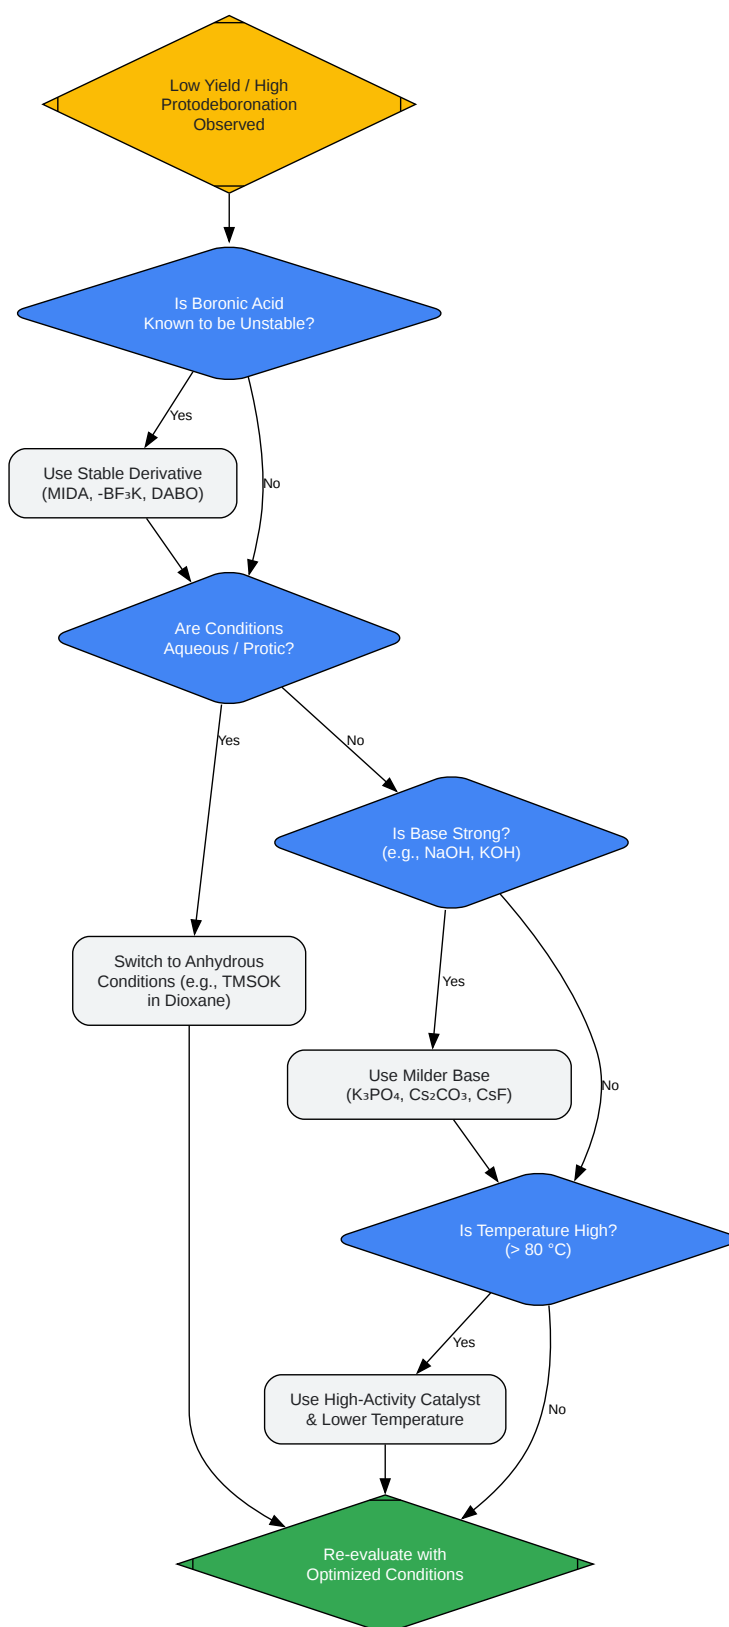 Low Yield / High
Protodeboronation
Observed
Is Boronic Acid
Known to be Unstable?
Yes
Use Stable Derivative
(MIDA, -BF₃K, DABO)
No
Are Conditions
Aqueous / Protic?
Yes
No
Is Base Strong?
(e.g., NaOH, KOH)
Switch to Anhydrous
Conditions (e.g., TMSOK
in Dioxane)
Yes
Use Milder Base
(K₃PO₄, Cs₂CO₃, CsF)
No
Is Temperature High?
(> 80 °C)
Yes
Use High-Activity Catalyst
& Lower Temperature
No
Re-evaluate with
Optimized Conditions